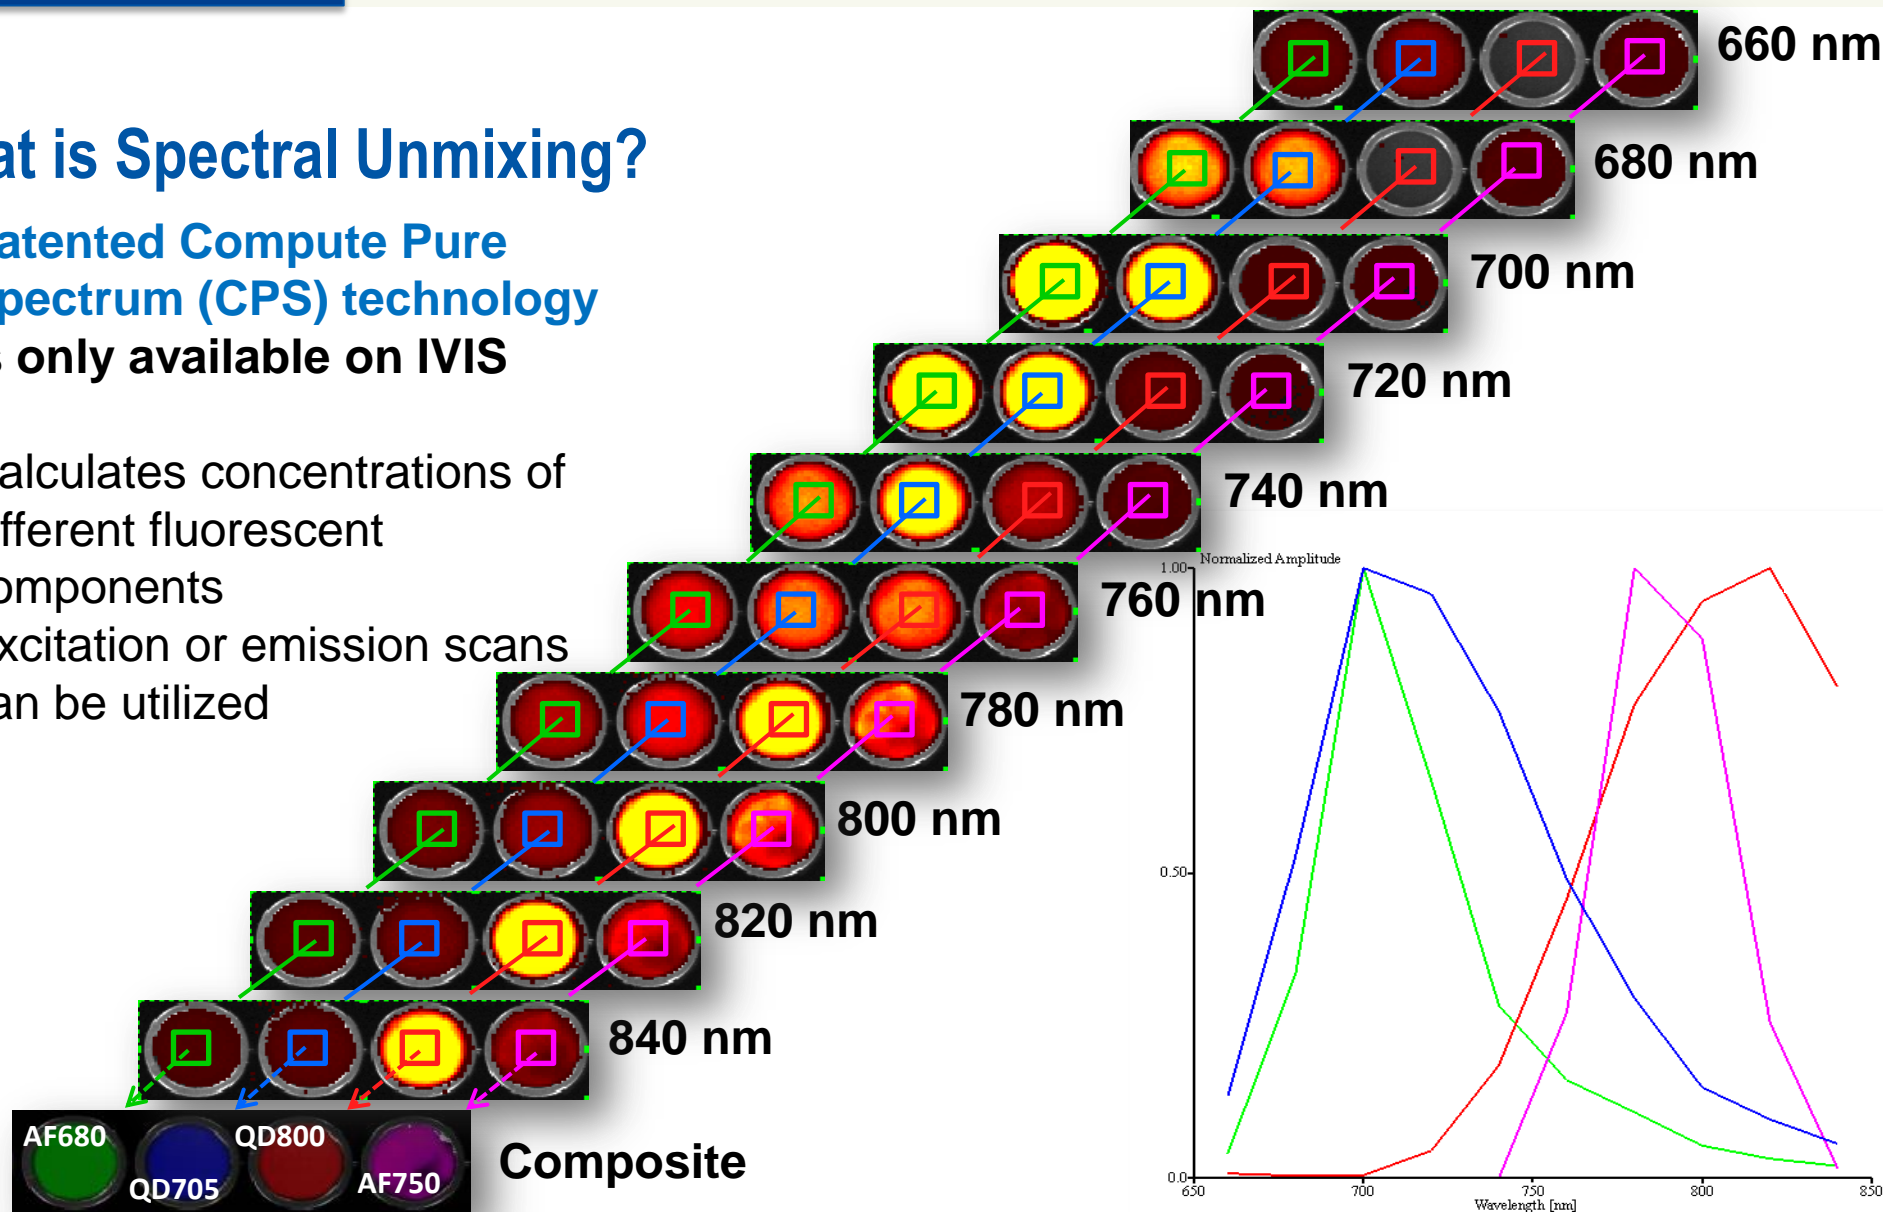 at is Spectral Unmixing?
atented Compute Pure
pectrum (CPS) technology
s only available on IVIS
alculates concentrations of
ifferent fluorescent
omponents
xcitation or emission scans
an be utilized
660 nm
680 nm
700 nm
720 nm
740 nm
760 nm
780 nm
800 nm
820 nm
840 nm
AF680
QD705
QD800
AF750
Composite
Normalized Amplitude
1.00
0.50
0.0
650
700
750
800
850
Wavelength [nm]